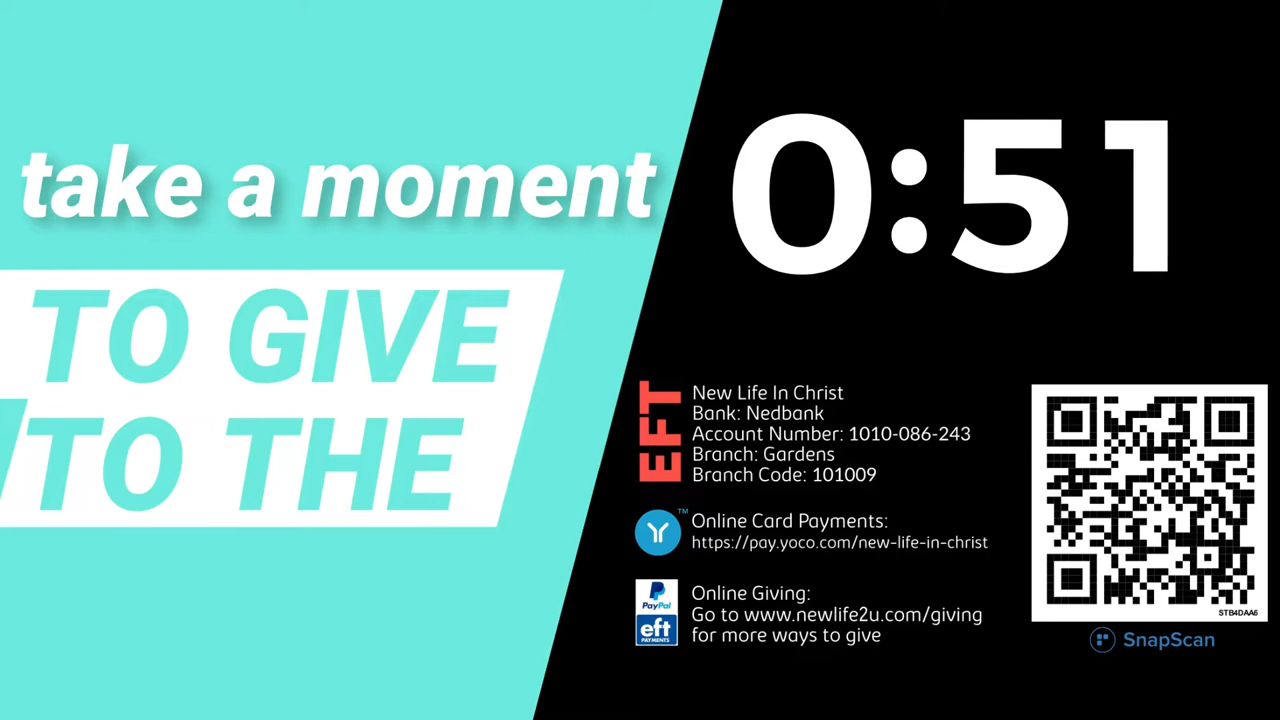 take a moment
TO GIVE
TO THE
0:51
EFT
New Life In Christ
Bank: Nedbank
Account Number: 1010-086-243
Branch: Gardens
Branch Code: 101009
Y™
Online Card Payments:
https://pay.yoco.com/new-life-in-christ
PayPal
eft
PAYMENTS
Online Giving:
Go to www.newlife2u.com/giving
for more ways to give
STB4DAA6
SnapScan